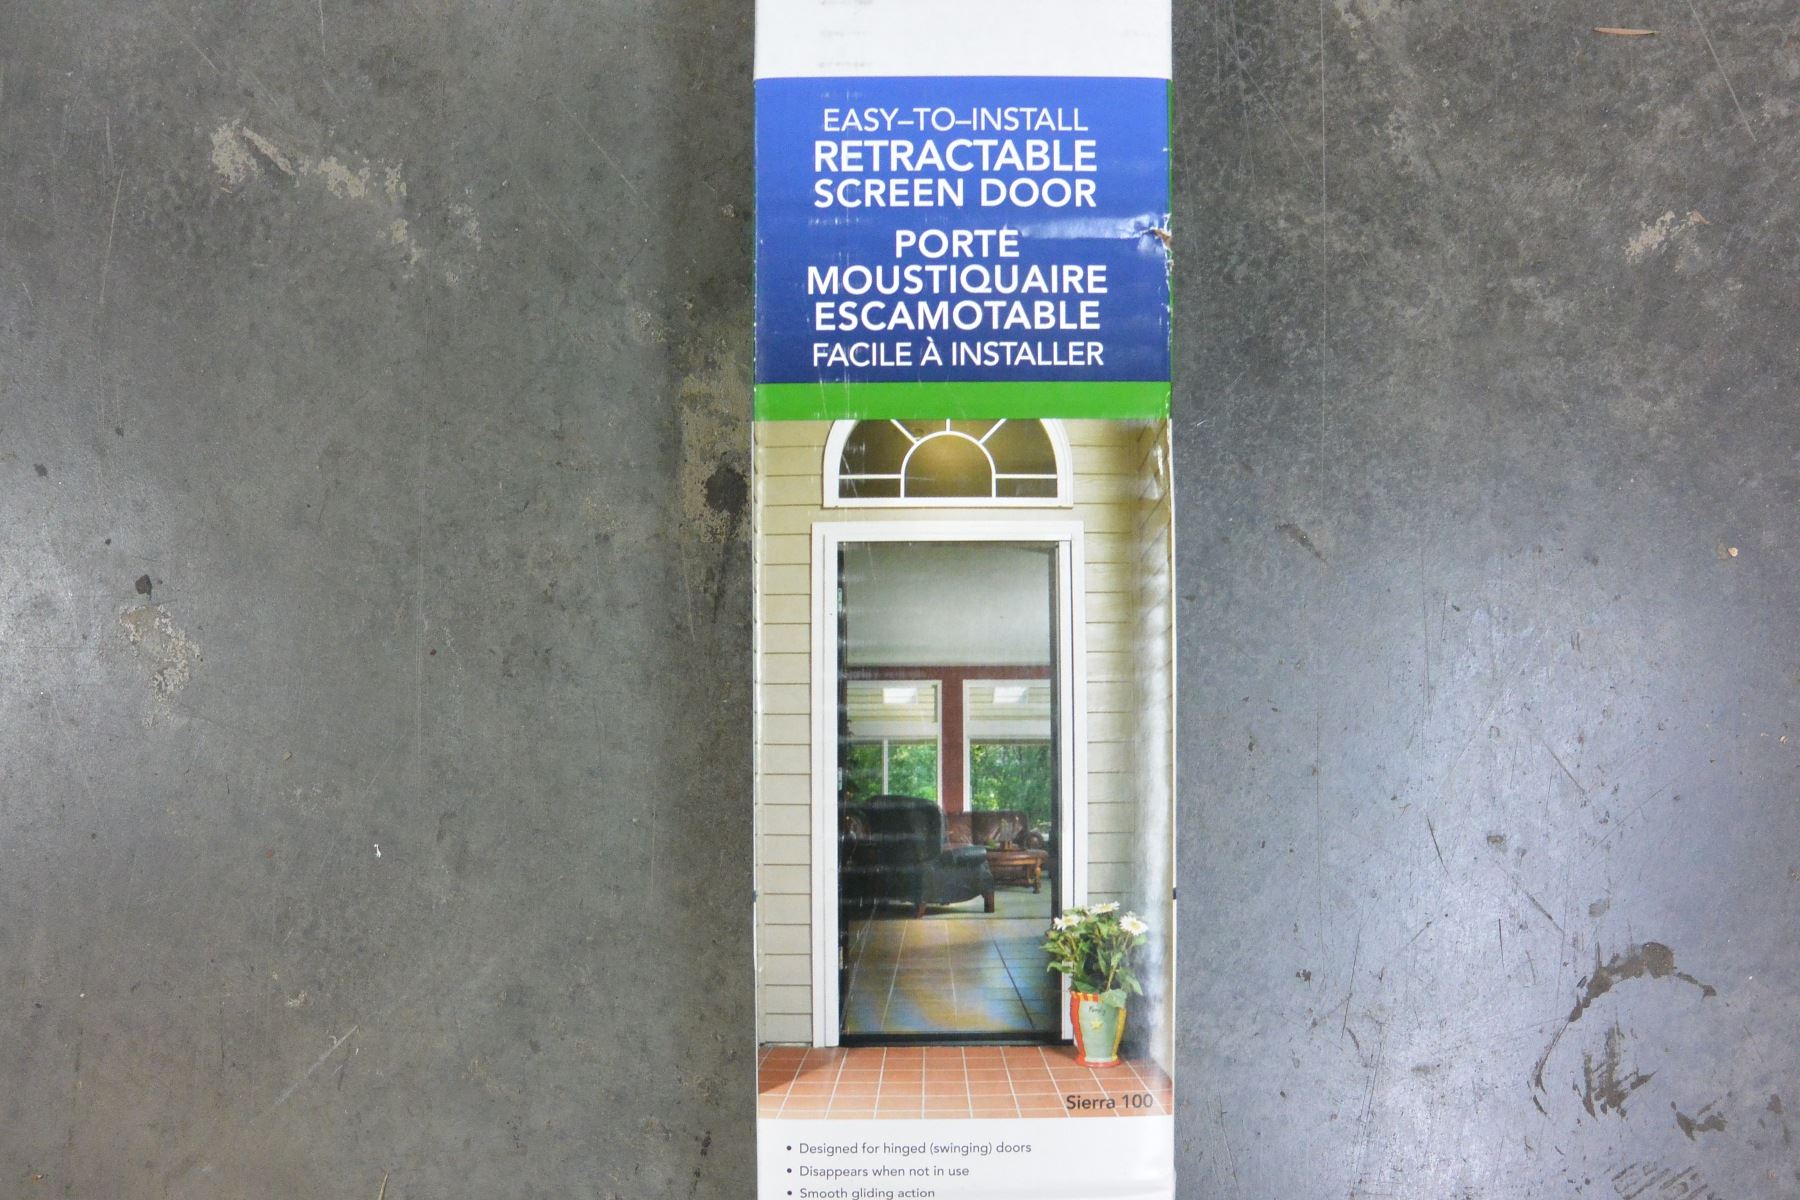 EASY–TO–INSTALL
RETRACTABLE
SCREEN DOOR
PORTE
MOUSTIQUAIRE
ESCAMOTABLE
FACILE À INSTALLER
Sierra 100
• Designed for hinged (swinging) doors
• Disappears when not in use
• Smooth gliding action